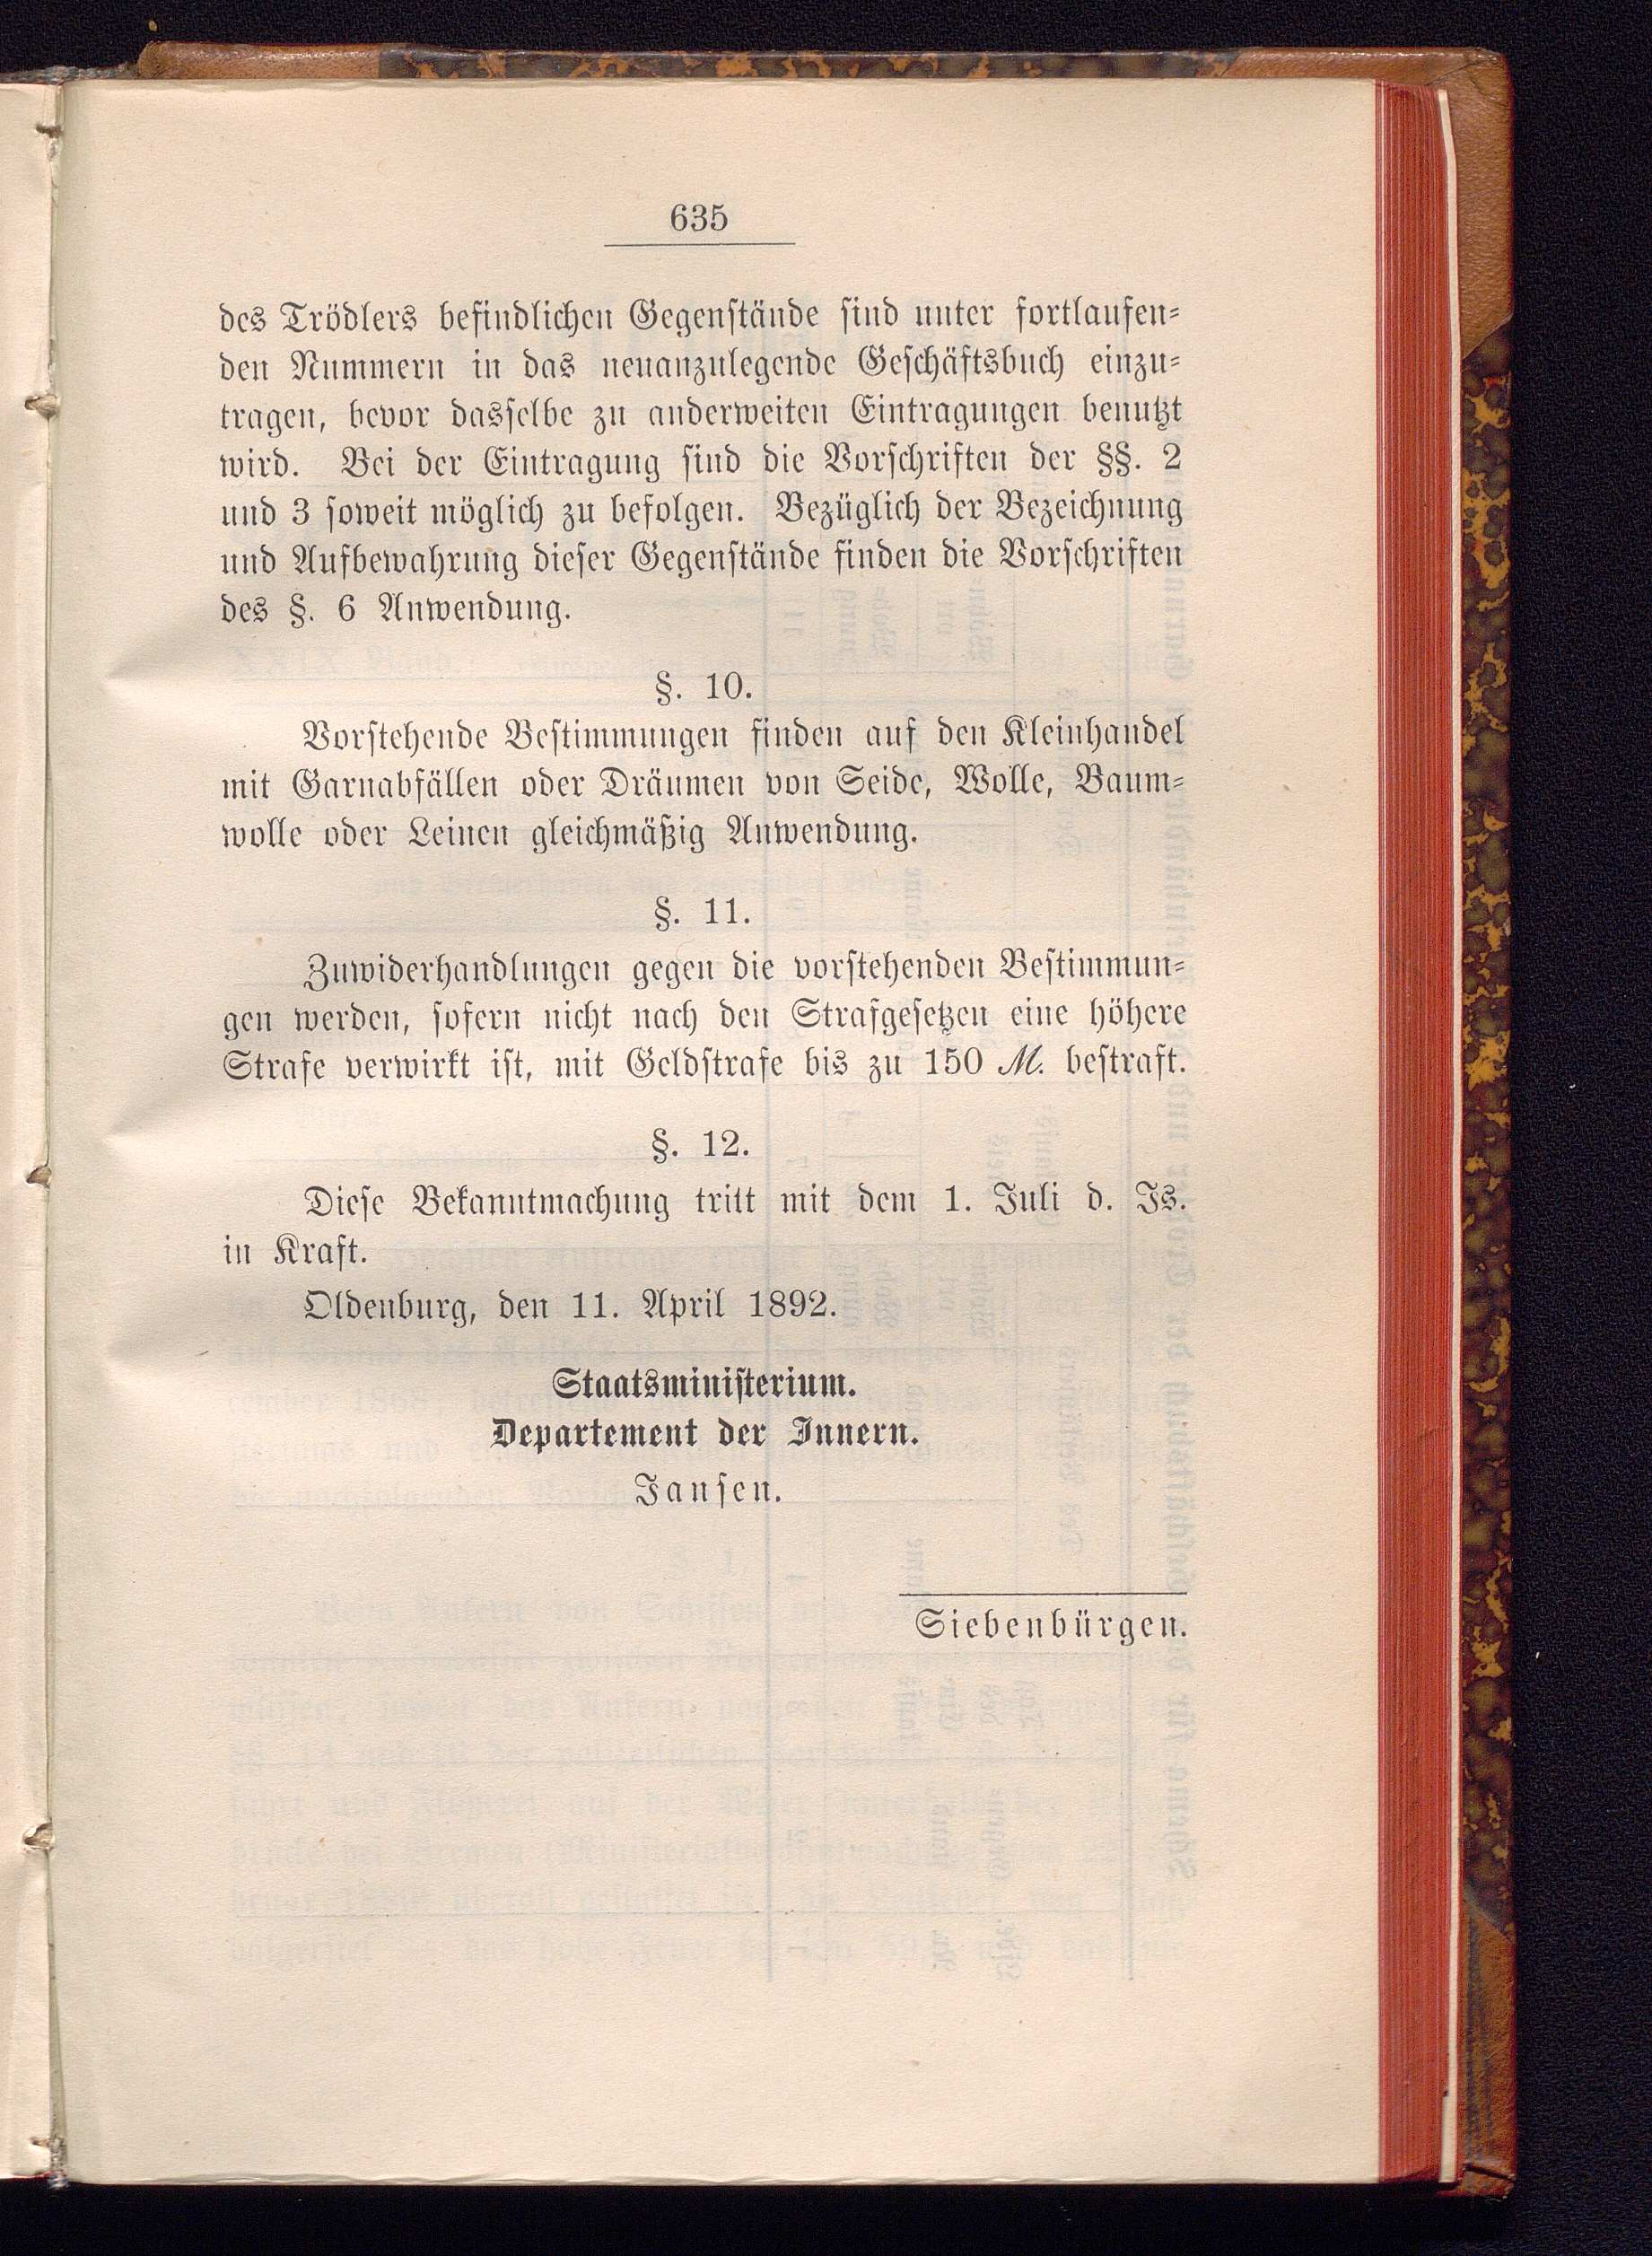 635
des Trödlers befindlichen Gegenstände sind unter fortlaufen-
den Nummern in das neuanzulegende Geschäftsbuch einzu-
tragen, bevor dasselbe zu anderweiten Eintragungen benutzt
wird. Bei der Eintragung sind die Vorschriften der §§. 2
und 3 soweit möglich zu befolgen. Bezüglich der Bezeichnung
und Aufbewahrung dieser Gegenstände finden die Vorschriften
des §. 6 Anwendung.
§. 10.
Vorstehende Bestimmungen finden auf den Kleinhandel
mit Garnabfällen oder Dräumen von Seide, Wolle, Baum-
wolle oder Leinen gleichmäßig Anwendung.
§. 11.
Zuwiderhandlungen gegen die vorstehenden Bestimmun-
gen werden, sofern nicht nach den Strafgesetzen eine höhere
Strafe verwirkt ist, mit Geldstrafe bis zu 150 M. bestraft.
§. 12.
Diese Bekanntmachung tritt mit dem 1. Juli d. Js.
in Kraft.
Oldenburg, den 11. April 1892.
Staatsministerium.
Departement der Innern.
Jansen.
Siebenbürgen.